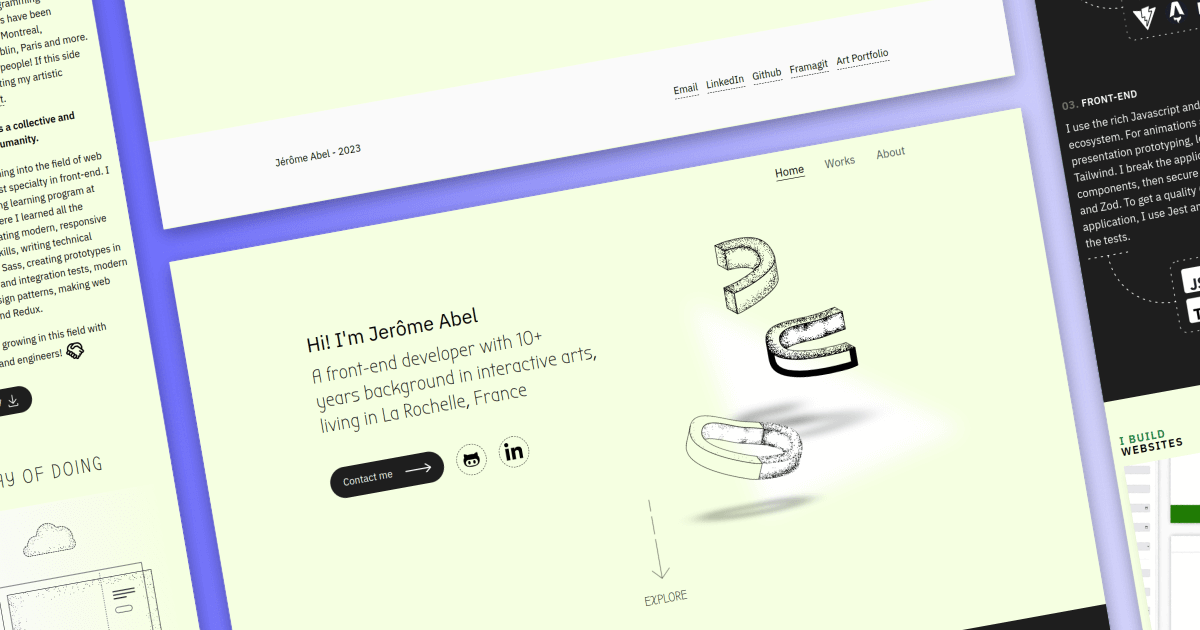 s have been
Montreal,
blin, Paris and more.
people! If this side
ting my artistic
t.
s a collective and
umanity.
ning into the field of web
st specialty in front-end. I
ng learning program at
ere I learned all the
ating modern, responsive
kills, writing technical
Sass, creating prototypes in
and integration tests, modern
sign patterns, making web
nd Redux.
growing in this field with
and engineers!
AY OF DOING
Jérôme Abel - 2023
Email LinkedIn Github Framagit Art Portfolio
Home Works About
Hi! I'm Jerôme Abel
A front-end developer with 10+
years background in interactive arts,
living in La Rochelle, France
Contact me
in
EXPLORE
03. FRONT-END
I use the rich Javascript and
ecosystem. For animations
presentation prototyping, le
Tailwind. I break the applic
components, then secure
and Zod. To get a quality
application, I use Jest an
the tests.
JS
T
I BUILD
WEBSITES